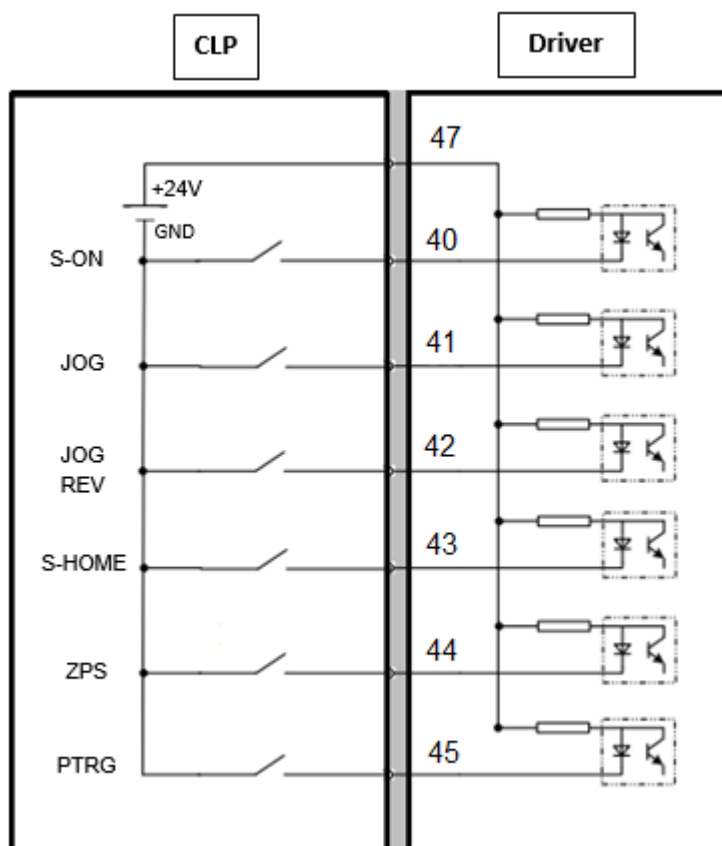 CLP
Driver
47
+24V
GND
40
S-ON
41
JOG
42
JOG
REV
43
S-HOME
44
ZPS
45
PTRG